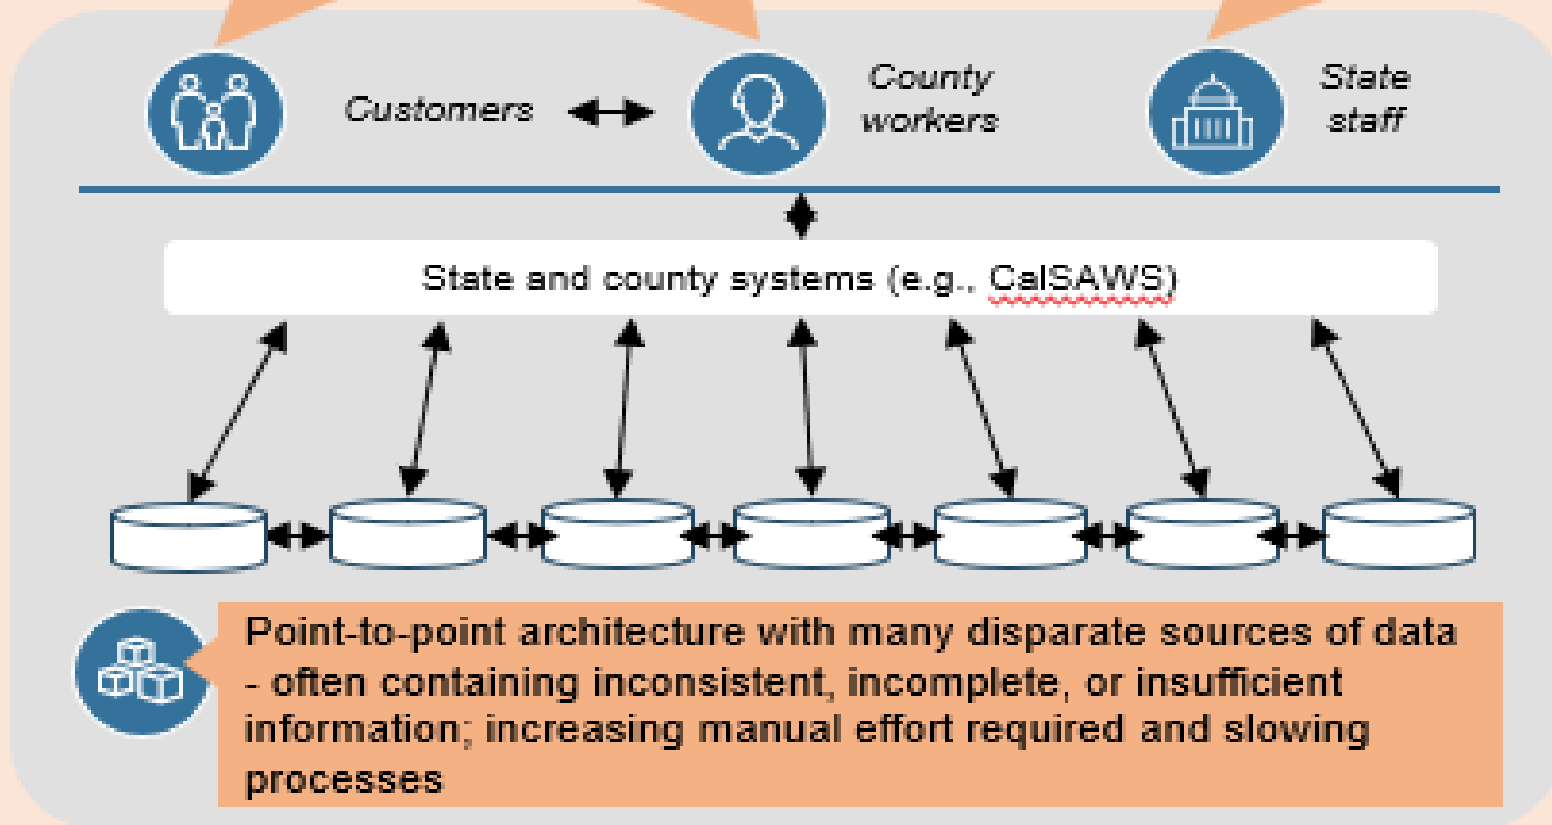 Customers
County
workers
State
staff
State and county systems (e.g., CalSAWS)
Point-to-point architecture with many disparate sources of data
- often containing inconsistent, incomplete, or insufficient
information; increasing manual effort required and slowing
processes